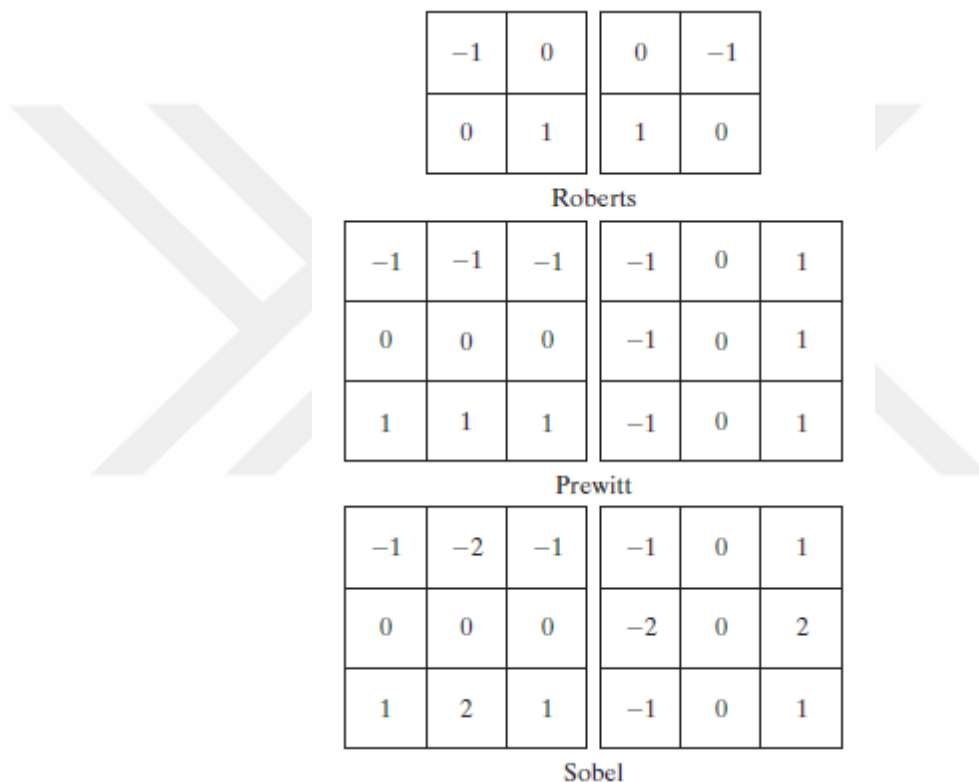 −1 0 0 −1
0 1 1 0
Roberts
−1 −1 −1 −1 0 1
0 0 0 −1 0 1
1 1 1 −1 0 1
Prewitt
−1 −2 −1 −1 0 1
0 0 0 −2 0 2
1 2 1 −1 0 1
Sobel